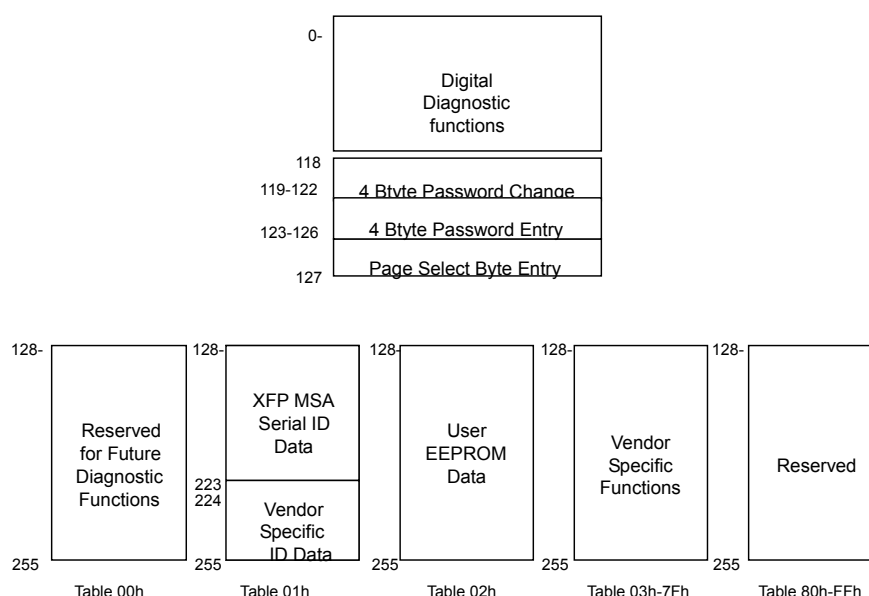 0-
Digital
Diagnostic
functions
118
119-122
4 Btyte Password Change
123-126
4 Btyte Password Entry
Page Select Byte Entry
127
128-
Reserved
for Future
Diagnostic
Functions
255
Table 00h
128-
XFP MSA
Serial ID
Data
223
224
Vendor
Specific
ID Data
255
Table 01h
128-
User
EEPROM
Data
255
Table 02h
128-
Vendor
Specific
Functions
255
Table 03h-7Fh
128-
Reserved
255
Table 80h-FFh